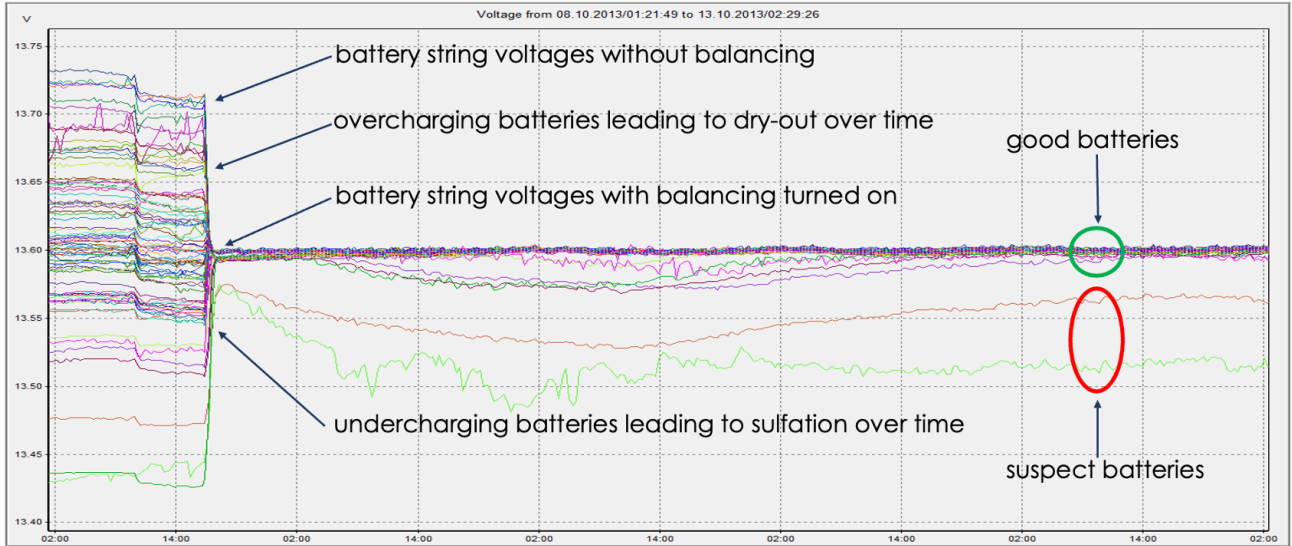 Voltage from 08.10.2013/01:21:49 to 13.10.2013/02:29:26
V
13.75
battery string voltages without balancing
13.70
overcharging batteries leading to dry-out over time
good batteries
13.65
battery string voltages with balancing turned on
13.60
13.55
13.50
undercharging batteries leading to sulfation over time
13.45
suspect batteries
13.40
02:00 14:00 02:00 14:00 02:00 14:00 02:00 14:00 02:00 14:00 02:00